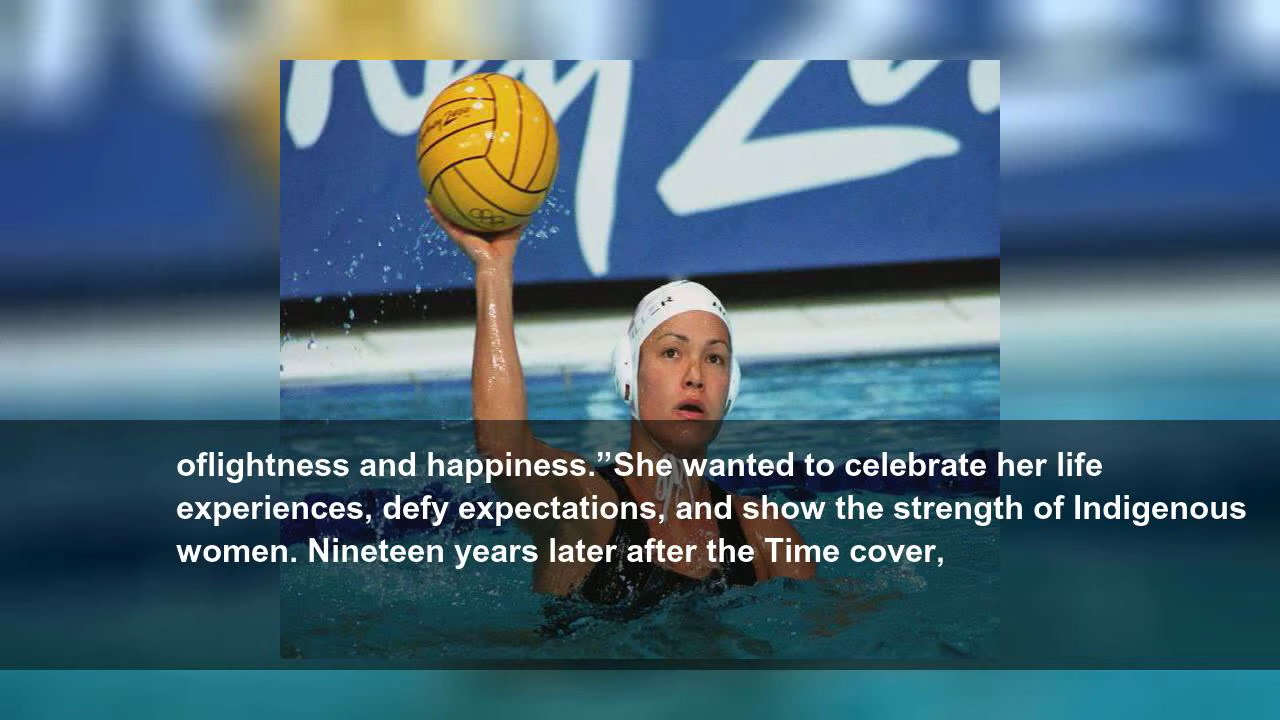 oflightness and happiness.”She wanted to celebrate her life
experiences, defy expectations, and show the strength of Indigenous
women. Nineteen years later after the Time cover,